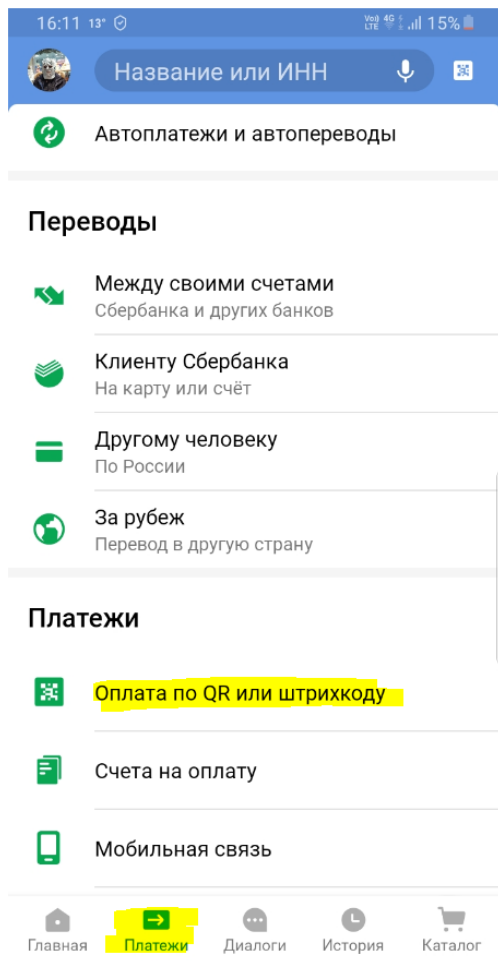 16:11 13° Vo)) LTE 4G 15%
Название или ИНН
Автоплатежи и автопереводы
Переводы
Между своими счетами
Сбербанка и других банков
Клиенту Сбербанка
На карту или счёт
Другому человеку
По России
За рубеж
Перевод в другую страну
Платежи
Оплата по QR или штрихкоду
Счета на оплату
Мобильная связь
Главная Платежи Диалоги История Каталог